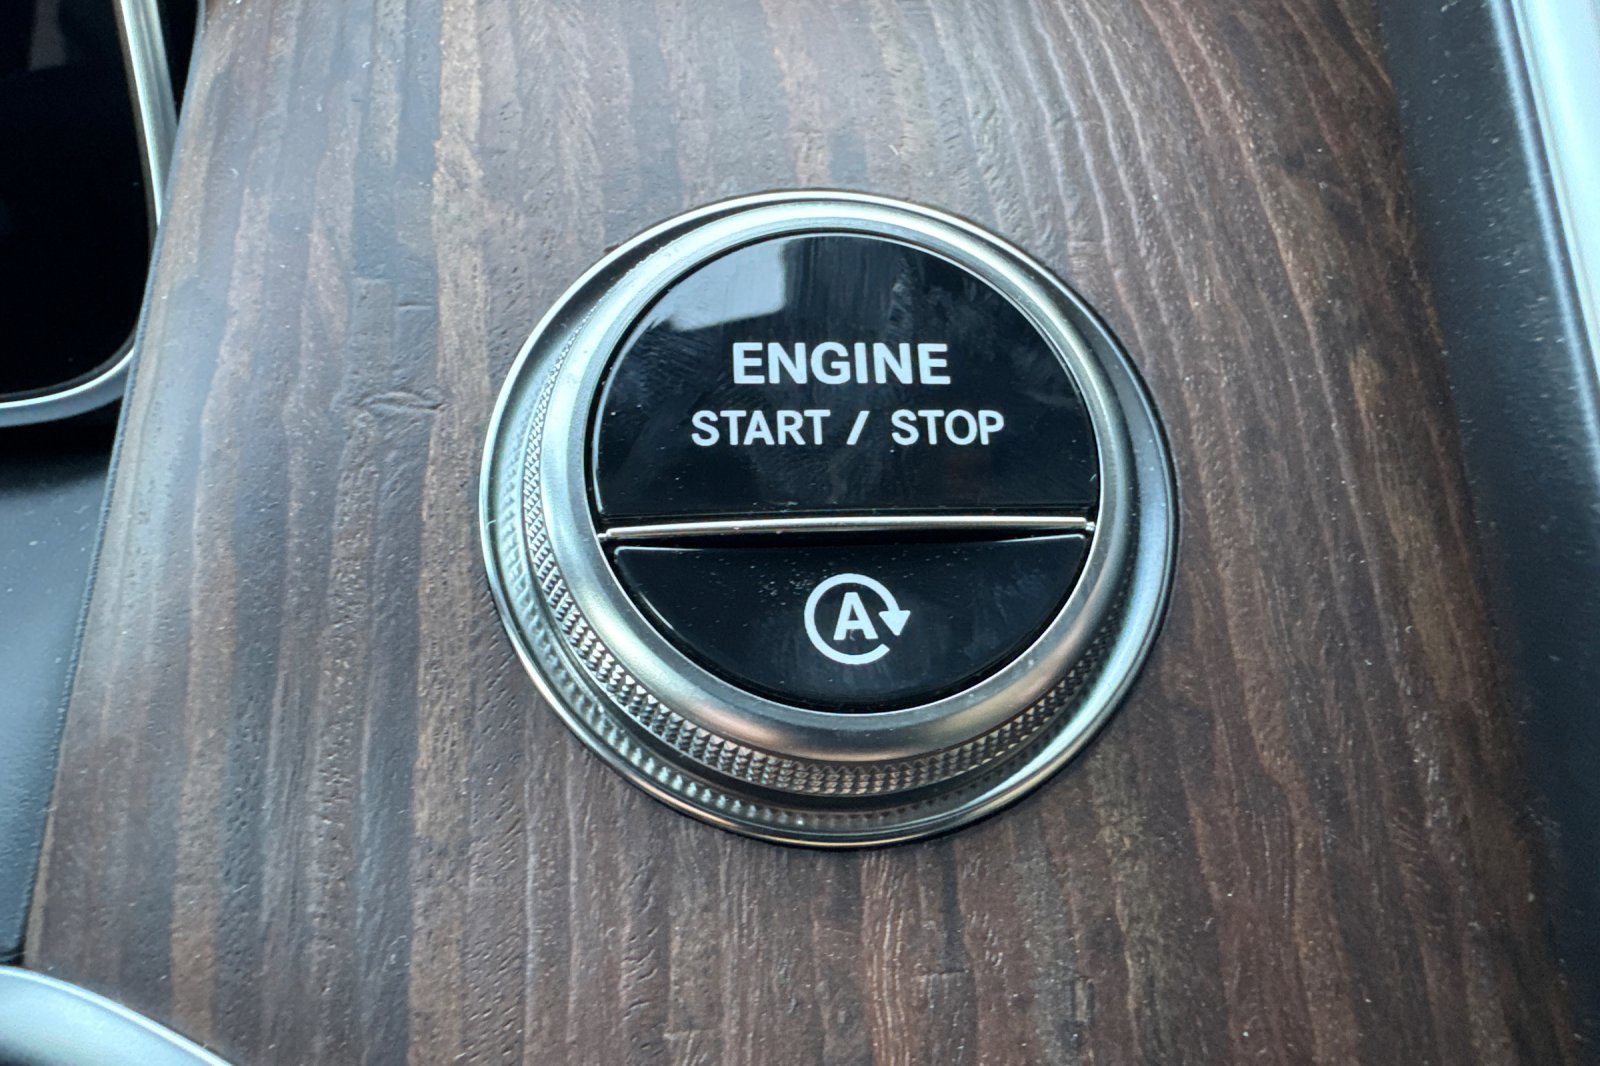 ENGINE
START / STOP
A